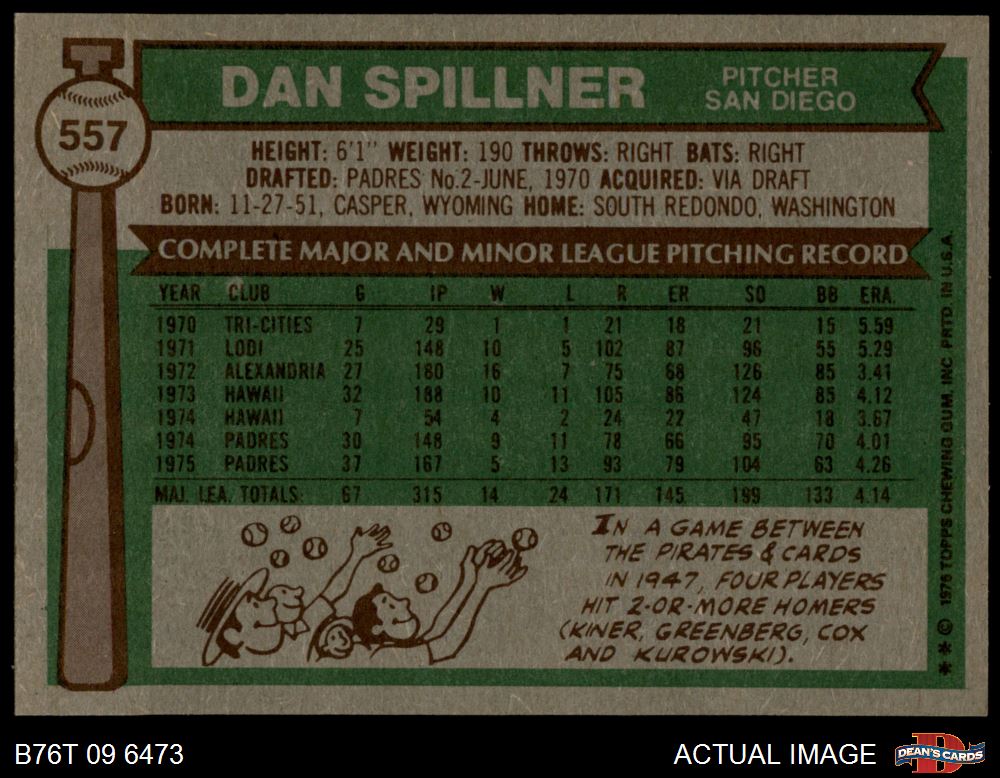 557
DAN SPILLNER
PITCHER
SAN DIEGO
HEIGHT: 6'1" WEIGHT: 190 THROWS: RIGHT BATS: RIGHT
DRAFTED: PADRES No.2-JUNE, 1970 ACQUIRED: VIA DRAFT
BORN: 11-27-51, CASPER, WYOMING HOME: SOUTH REDONDO, WASHINGTON
COMPLETE MAJOR AND MINOR LEAGUE PITCHING RECORD
YEAR CLUB G IP W L R ER SO BB ERA.
1970 TRI-CITIES 7 29 1 1 21 18 21 15 5.59
1971 LODI 25 148 10 5 102 87 96 55 5.29
1972 ALEXANDRIA 27 180 16 7 75 68 126 85 3.41
1973 HAWAII 32 188 10 11 105 86 124 85 4.12
1974 HAWAII 7 54 4 2 24 22 47 18 3.67
1974 PADRES 30 148 9 11 78 66 95 70 4.01
1975 PADRES 37 167 5 13 93 79 104 63 4.26
MAJ. LEA. TOTALS: 67 315 14 24 171 145 199 133 4.14
IN A GAME BETWEEN
THE PIRATES & CARDS
IN 1947, FOUR PLAYERS
HIT 2-OR-MORE HOMERS
(KINER, GREENBERG, COX
AND KUROWSKI).
** © 1976 TOPPS CHEWING GUM, INC. PRTD. IN U.S.A.
B76T 09 6473
ACTUAL IMAGE
D
DEAN'S CARDS